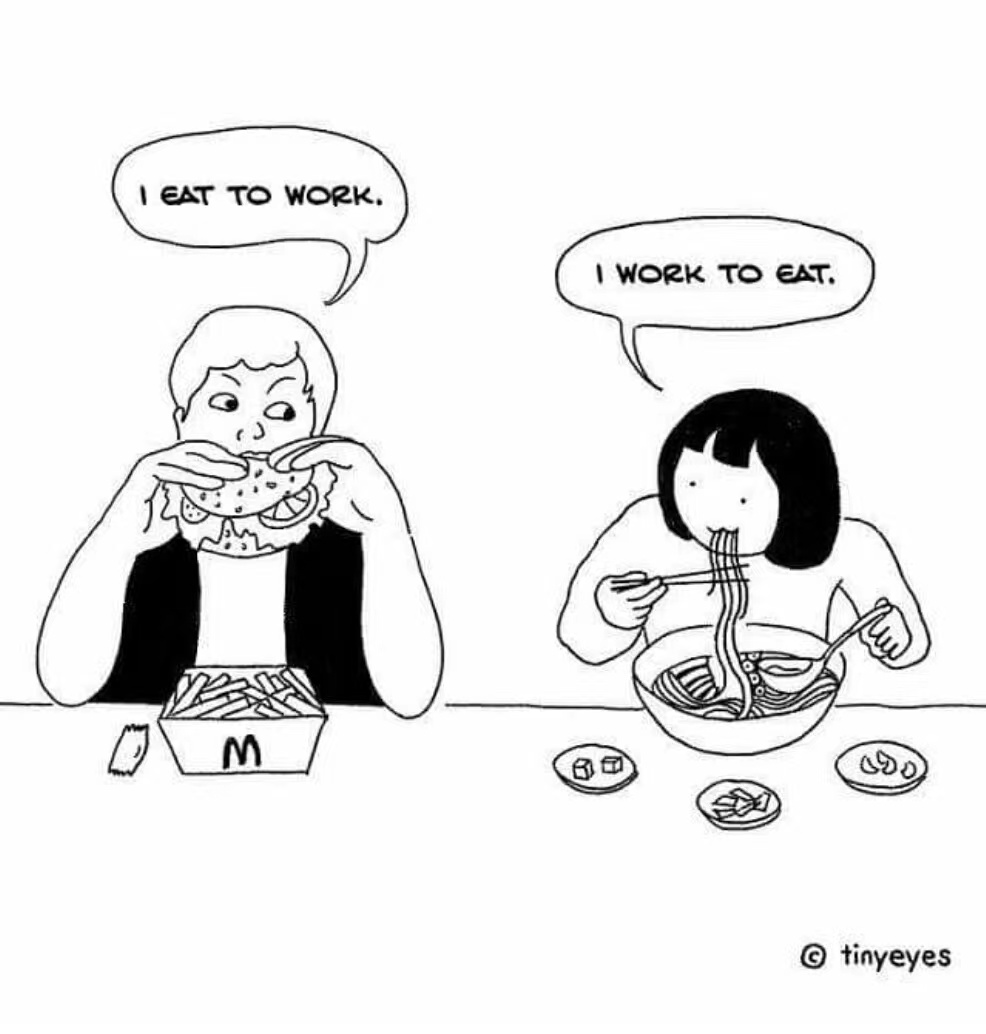 I EAT TO WORK.
I WORK TO EAT.
M
© tinyeyes